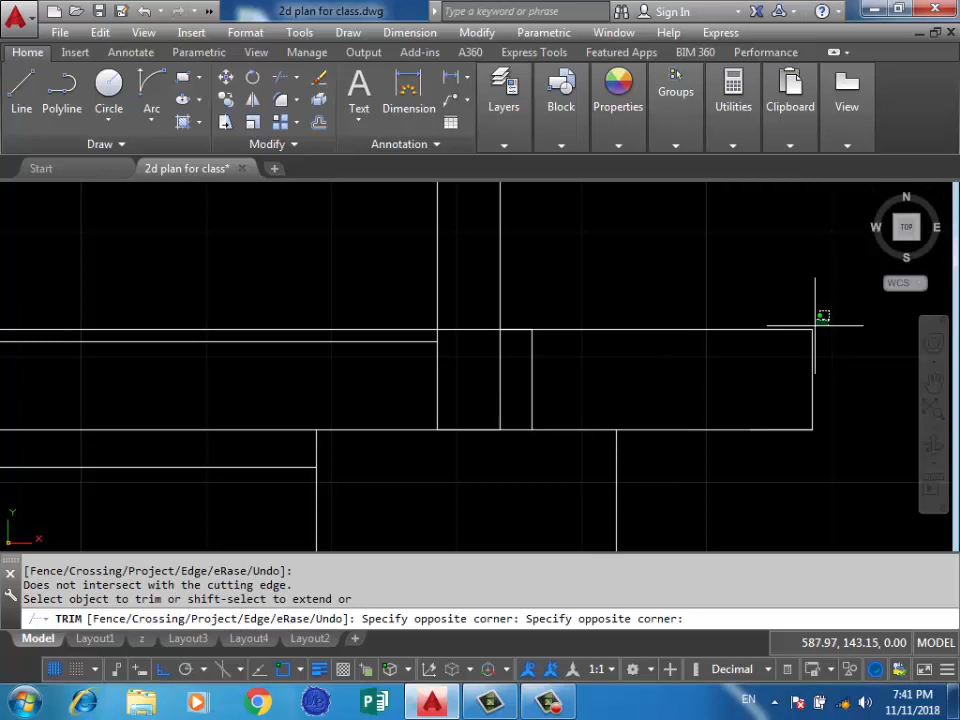 2d plan for class.dwg
Type a keyword or phrase
Sign In
File Edit View Insert Format Tools Draw Dimension Modify Parametric Window Help Express
Home Insert Annotate Parametric View Manage Output Add-ins A360 Express Tools Featured Apps BIM 360 Performance
Line Polyline Circle Arc Text Dimension Layers Block Properties Groups Utilities Clipboard View
Draw Modify Annotation
Start 2d plan for class*
N
W TOP E
S
WCS
Y
X
[Fence/Crossing/Project/Edge/eRase/Undo]:
Does not intersect with the cutting edge.
Select object to trim or shift-select to extend or
TRIM [Fence/Crossing/Project/Edge/eRase/Undo]: Specify opposite corner: Specify opposite corner:
Model Layout1 z Layout3 Layout4 Layout2
587.97, 143.15, 0.00 MODEL
1:1 Decimal
EN
7:41 PM
11/11/2018